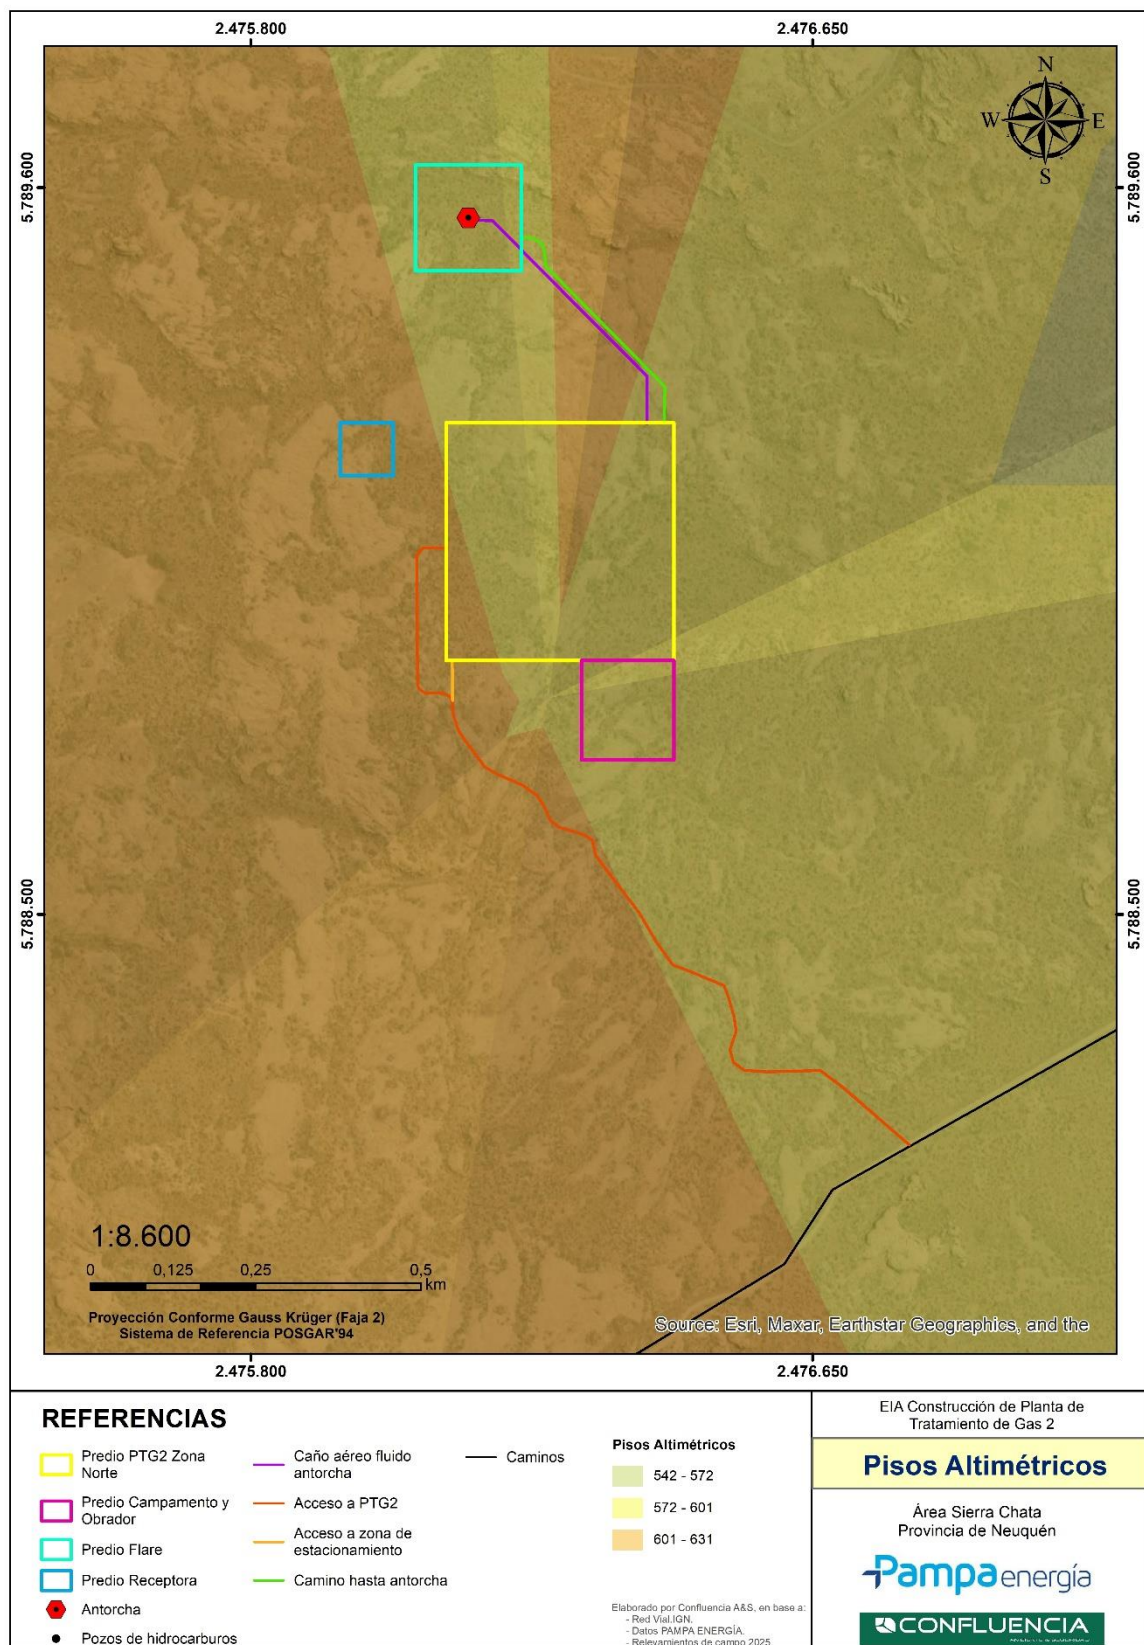 2.475.800
2.476.650
N
W
E
S
5.789.600
5.789.600
5.788.500
5.788.500
1:8.600
0
0,125
0,25
0,5
km
Proyección Conforme Gauss Krüger (Faja 2)
Sistema de Referencia POSGAR'94
Source: Esri, Maxar, Earthstar Geographics, and the
2.475.800
2.476.650
REFERENCIAS
Predio PTG2 Zona
Norte
Predio Campamento y
Obrador
Predio Flare
Predio Receptora
Antorcha
Pozos de hidrocarburos
Caño aéreo fluido
antorcha
Acceso a PTG2
Acceso a zona de
estacionamiento
Camino hasta antorcha
Caminos
Pisos Altimétricos
542 - 572
572 - 601
601 - 631
Elaborado por Confluencia A&S, en base a:
- Red Vial.IGN.
- Datos PAMPA ENERGÍA.
- Relevamientos de campo 2025
EIA Construcción de Planta de
Tratamiento de Gas 2
Pisos Altimétricos
Área Sierra Chata
Provincia de Neuquén
Pampa energía
CONFLUENCIA